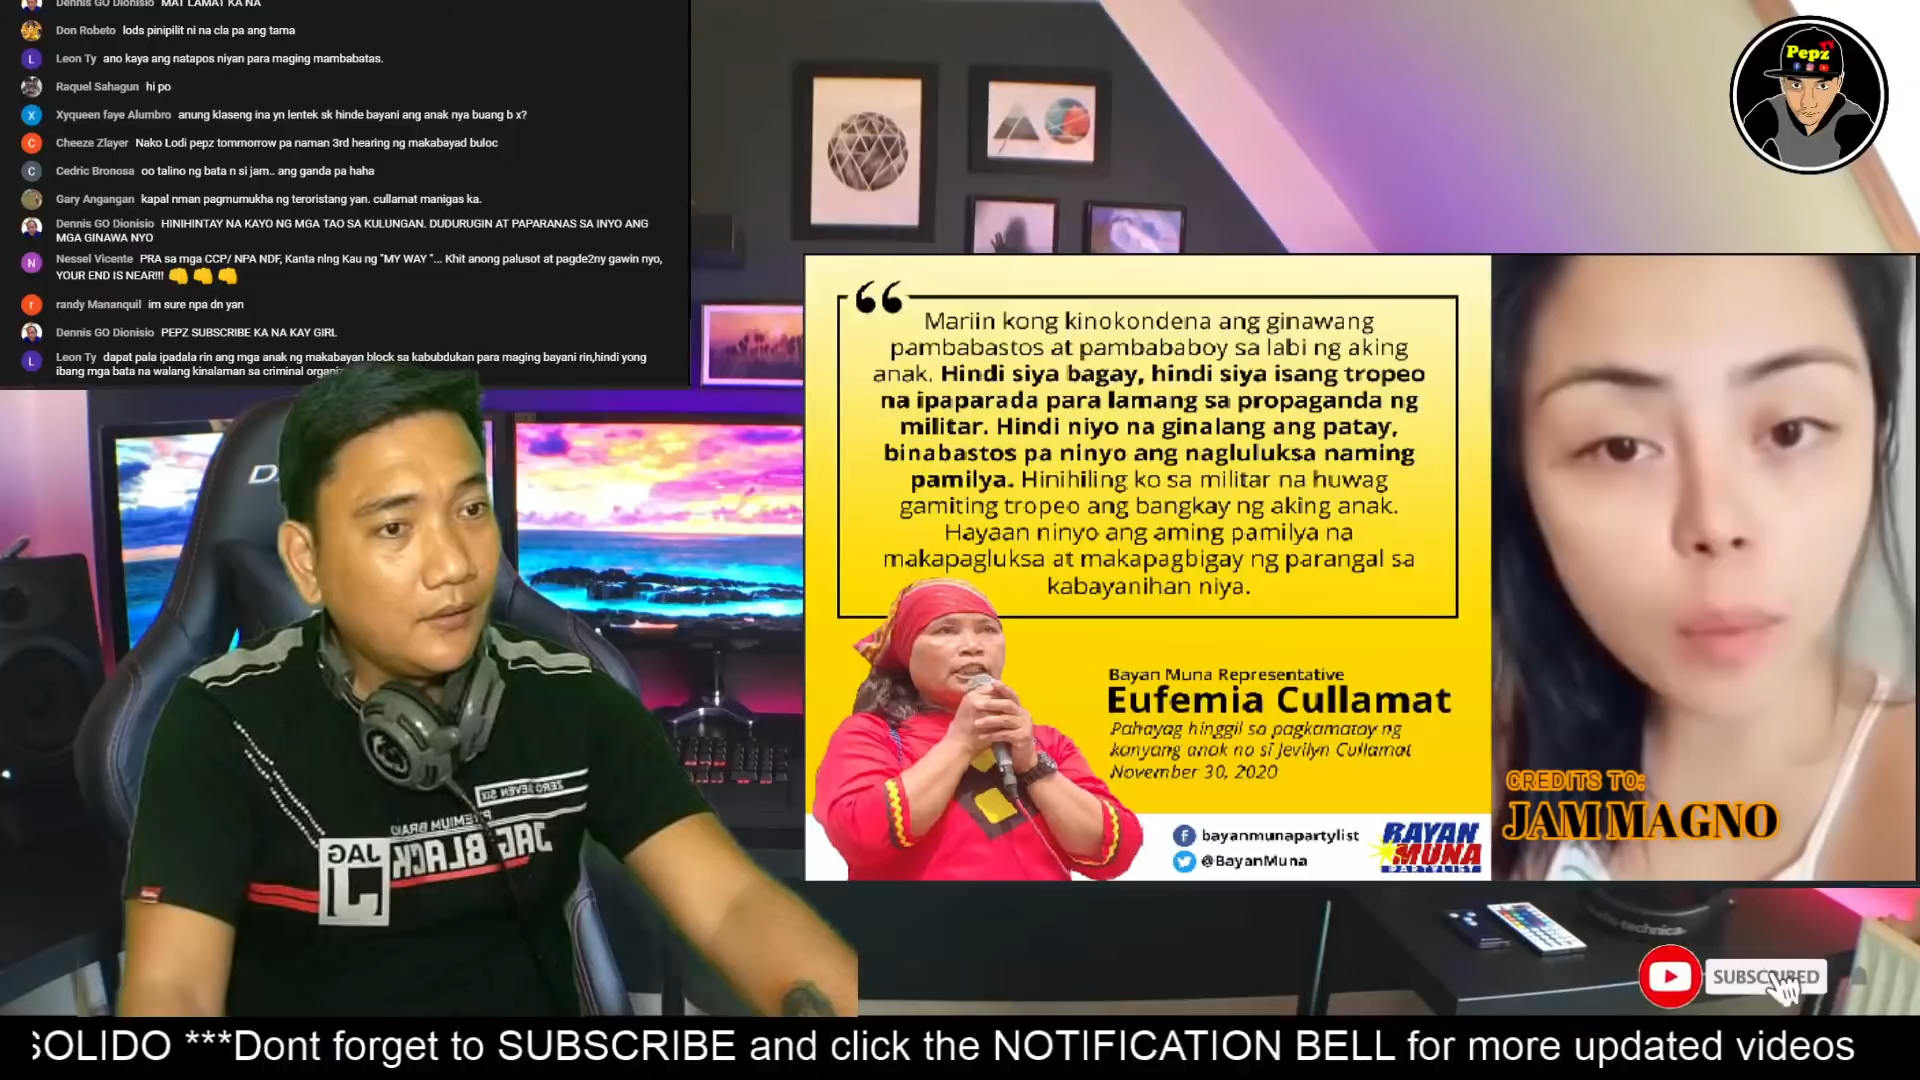 Dennis GO Dionisio MAT LAMAT KA NA
Don Robeto lods pinipilit ni na cla pa ang tama
L Leon Ty ano kaya ang natapos niyan para maging mambabatas.
Raquel Sahagun hi po
X Xyqueen faye Alumbro anung klaseng ina yn lentek sk hinde bayani ang anak nya buang b x?
C Cheeze Zlayer Nako Lodi pepz tommorrow pa naman 3rd hearing ng makabayad buloc
C Cedric Bronosa oo talino ng bata n si jam.. ang ganda pa haha
Gary Angangan kapal nman pagmumukha ng teroristang yan. cullamat manigas ka.
Dennis GO Dionisio HINIHINTAY NA KAYO NG MGA TAO SA KULUNGAN. DUDURUGIN AT PAPARANAS SA INYO ANG
MGA GINAWA NYO
N Nessel Vicente PRA sa mga CCP/ NPA NDF, Kanta nIng Kau ng "MY WAY "... Khit anong palusot at pagde2ny gawin nyo,
YOUR END IS NEAR!!! 👊 👊 👊
r randy Mananquil im sure npa dn yan
Dennis GO Dionisio PEPZ SUBSCRIBE KA NA KAY GIRL
L Leon Ty dapat pala ipadala rin ang mga anak ng makabayan block sa kabubdukan para maging bayani rin,hindi yong
ibang mga bata na walang kinalaman sa criminal
Pepz TV
“
Mariin kong kinokondena ang ginawang
pambabastos at pambababoy sa labi ng aking
anak. Hindi siya bagay, hindi siya isang tropeo
na ipaparada para lamang sa propaganda ng
militar. Hindi niyo na ginalang ang patay,
binabastos pa ninyo ang nagluluksa naming
pamilya. Hinihiling ko sa militar na huwag
gamiting tropeo ang bangkay ng aking anak.
Hayaan ninyo ang aming pamilya na
makapagluksa at makapagbigay ng parangal sa
kabayanihan niya.
Bayan Muna Representative
Eufemia Cullamat
Pahayag hinggil sa pagkamatay ng
kanyang anak na si Jevilyn Cullamat
November 30, 2020
bayanmunapartylist
@BayanMuna
BAYAN
MUNA
PARTYLIST
CREDITS TO:
JAM MAGNO
ZERO SEVEN SIX
PREMIUM BRAND
JAG BLACK
JAG
J
audio-technica
SUBSCRIBED
SOLIDO ***Dont forget to SUBSCRIBE and click the NOTIFICATION BELL for more updated videos